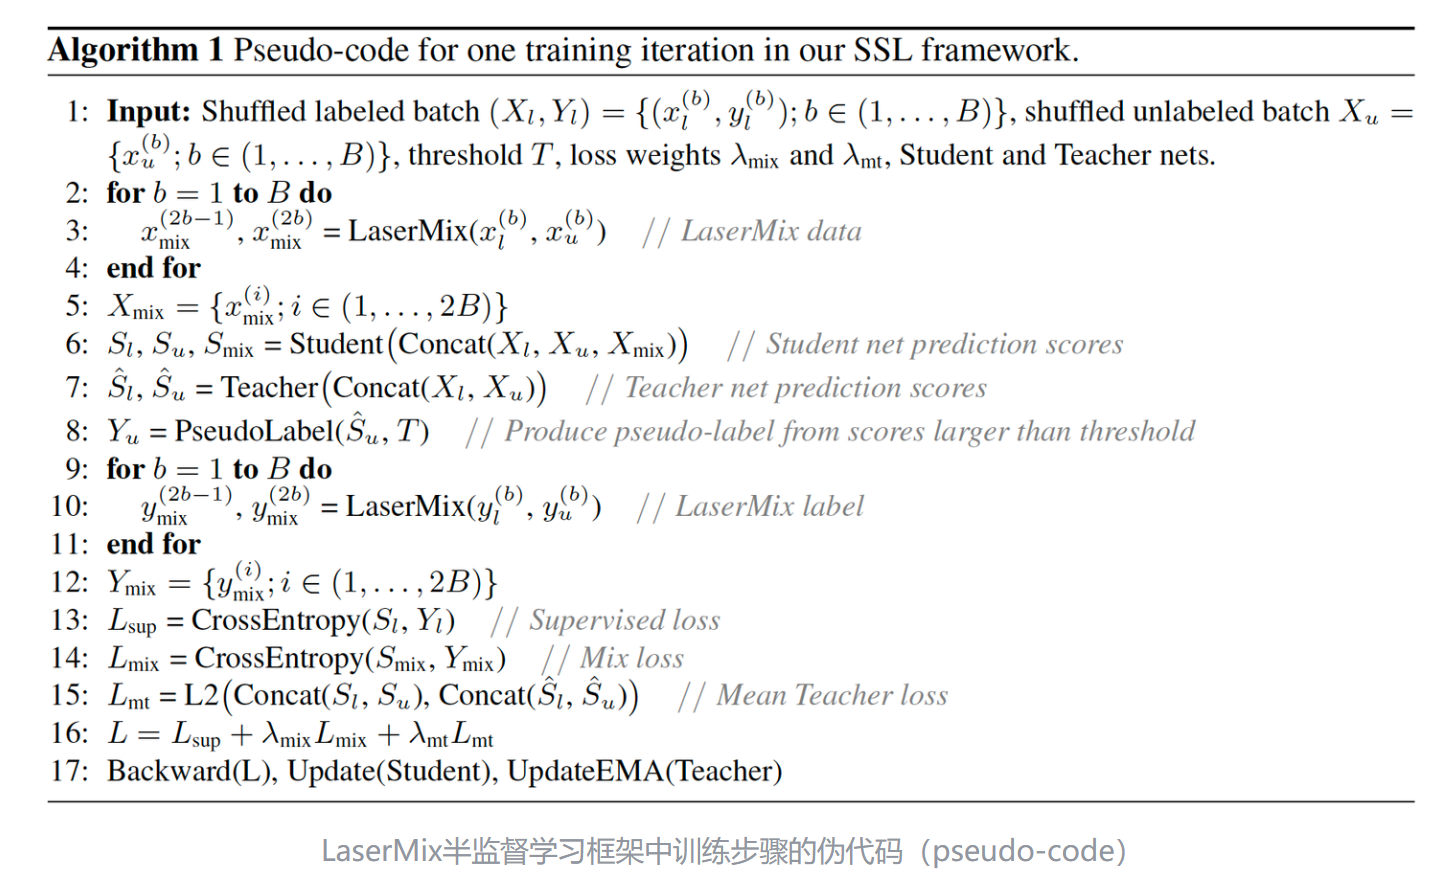 Algorithm 1 Pseudo-code for one training iteration in our SSL framework.
1: Input: Shuffled labeled batch $(X_l, Y_l) = \{(x_l^{(b)}, y_l^{(b)}); b \in (1, \ldots, B)\}$, shuffled unlabeled batch $X_u =$
$\{x_u^{(b)}; b \in (1, \ldots, B)\}$, threshold $T$, loss weights $\lambda_{\text{mix}}$ and $\lambda_{\text{mt}}$, Student and Teacher nets.
2: for $b = 1$ to $B$ do
3: $x_{\text{mix}}^{(2b-1)}, x_{\text{mix}}^{(2b)}$ = LaserMix($x_l^{(b)}, x_u^{(b)}$) // LaserMix data
4: end for
5: $X_{\text{mix}} = \{x_{\text{mix}}^{(i)}; i \in (1, \ldots, 2B)\}$
6: $S_l, S_u, S_{\text{mix}}$ = Student(Concat($X_l, X_u, X_{\text{mix}}$)) // Student net prediction scores
7: $\hat{S}_l, \hat{S}_u$ = Teacher(Concat($X_l, X_u$)) // Teacher net prediction scores
8: $Y_u$ = PseudoLabel($\hat{S}_u, T$) // Produce pseudo-label from scores larger than threshold
9: for $b = 1$ to $B$ do
10: $y_{\text{mix}}^{(2b-1)}, y_{\text{mix}}^{(2b)}$ = LaserMix($y_l^{(b)}, y_u^{(b)}$) // LaserMix label
11: end for
12: $Y_{\text{mix}} = \{y_{\text{mix}}^{(i)}; i \in (1, \ldots, 2B)\}$
13: $L_{\text{sup}}$ = CrossEntropy($S_l, Y_l$) // Supervised loss
14: $L_{\text{mix}}$ = CrossEntropy($S_{\text{mix}}, Y_{\text{mix}}$) // Mix loss
15: $L_{\text{mt}}$ = L2(Concat($S_l, S_u$), Concat($\hat{S}_l, \hat{S}_u$)) // Mean Teacher loss
16: $L = L_{\text{sup}} + \lambda_{\text{mix}} L_{\text{mix}} + \lambda_{\text{mt}} L_{\text{mt}}$
17: Backward(L), Update(Student), UpdateEMA(Teacher)
LaserMix半监督学习框架中训练步骤的伪代码（pseudo-code）